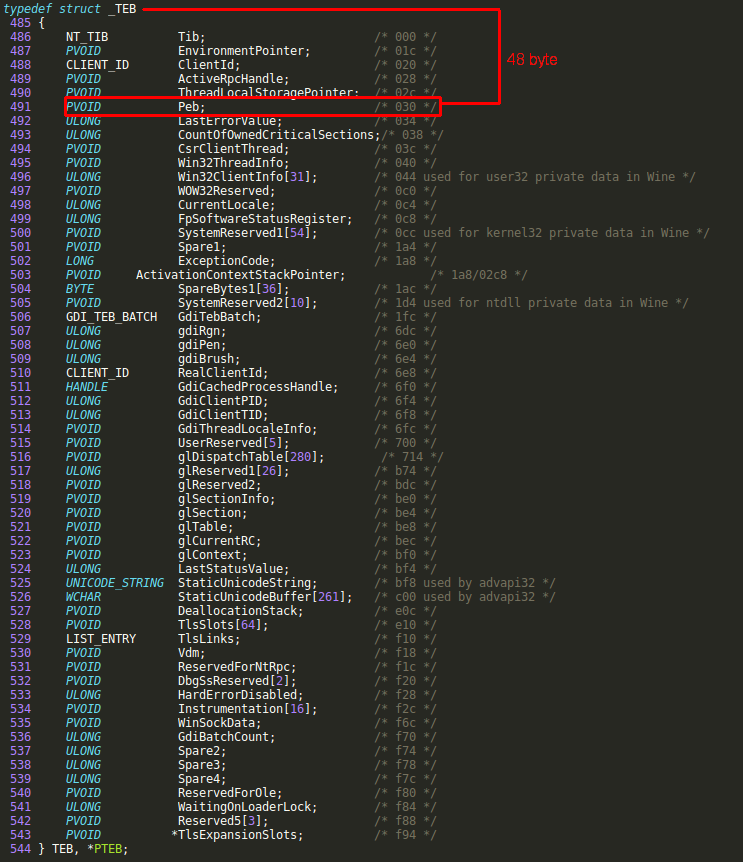 typedef struct _TEB
485 {
486 NT_TIB Tib; /* 000 */
487 PVOID EnvironmentPointer; /* 01c */
488 CLIENT_ID ClientId; /* 020 */
48 byte
489 PVOID ActiveRpcHandle; /* 028 */
490 PVOID ThreadLocalStoragePointer; /* 02c */
491 PVOID Peb; /* 030 */
492 ULONG LastErrorValue; /* 034 */
493 ULONG CountOfOwnedCriticalSections;/* 038 */
494 PVOID CsrClientThread; /* 03c */
495 PVOID Win32ThreadInfo; /* 040 */
496 ULONG Win32ClientInfo[31]; /* 044 used for user32 private data in Wine */
497 PVOID WOW32Reserved; /* 0c0 */
498 ULONG CurrentLocale; /* 0c4 */
499 ULONG FpSoftwareStatusRegister; /* 0c8 */
500 PVOID SystemReserved1[54]; /* 0cc used for kernel32 private data in Wine */
501 PVOID Spare1; /* 1a4 */
502 LONG ExceptionCode; /* 1a8 */
503 PVOID ActivationContextStackPointer; /* 1a8/02c8 */
504 BYTE SpareBytes1[36]; /* 1ac */
505 PVOID SystemReserved2[10]; /* 1d4 used for ntdll private data in Wine */
506 GDI_TEB_BATCH GdiTebBatch; /* 1fc */
507 ULONG gdiRgn; /* 6dc */
508 ULONG gdiPen; /* 6e0 */
509 ULONG gdiBrush; /* 6e4 */
510 CLIENT_ID RealClientId; /* 6e8 */
511 HANDLE GdiCachedProcessHandle; /* 6f0 */
512 ULONG GdiClientPID; /* 6f4 */
513 ULONG GdiClientTID; /* 6f8 */
514 PVOID GdiThreadLocaleInfo; /* 6fc */
515 PVOID UserReserved[5]; /* 700 */
516 PVOID glDispatchTable[280]; /* 714 */
517 ULONG glReserved1[26]; /* b74 */
518 PVOID glReserved2; /* bdc */
519 PVOID glSectionInfo; /* be0 */
520 PVOID glSection; /* be4 */
521 PVOID glTable; /* be8 */
522 PVOID glCurrentRC; /* bec */
523 PVOID glContext; /* bf0 */
524 ULONG LastStatusValue; /* bf4 */
525 UNICODE_STRING StaticUnicodeString; /* bf8 used by advapi32 */
526 WCHAR StaticUnicodeBuffer[261]; /* c00 used by advapi32 */
527 PVOID DeallocationStack; /* e0c */
528 PVOID TlsSlots[64]; /* e10 */
529 LIST_ENTRY TlsLinks; /* f10 */
530 PVOID Vdm; /* f18 */
531 PVOID ReservedForNtRpc; /* f1c */
532 PVOID DbgSsReserved[2]; /* f20 */
533 ULONG HardErrorDisabled; /* f28 */
534 PVOID Instrumentation[16]; /* f2c */
535 PVOID WinSockData; /* f6c */
536 ULONG GdiBatchCount; /* f70 */
537 ULONG Spare2; /* f74 */
538 ULONG Spare3; /* f78 */
539 ULONG Spare4; /* f7c */
540 PVOID ReservedForOle; /* f80 */
541 ULONG WaitingOnLoaderLock; /* f84 */
542 PVOID Reserved5[3]; /* f88 */
543 PVOID *TlsExpansionSlots; /* f94 */
544 } TEB, *PTEB;